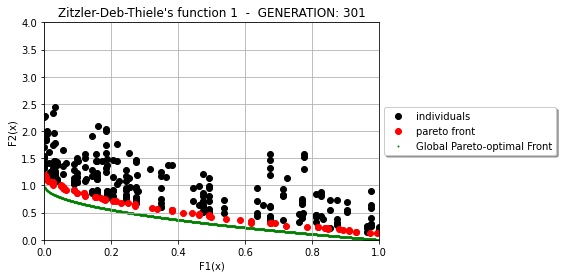 Zitzler-Deb-Thiele's function 1  -  GENERATION: 301
4.0
3.5
3.0
2.5
2.0
1.5
1.0
0.5
0.0
F2(x)
0.0 0.2 0.4 0.6 0.8 1.0
F1(x)
individuals
pareto front
Global Pareto-optimal Front